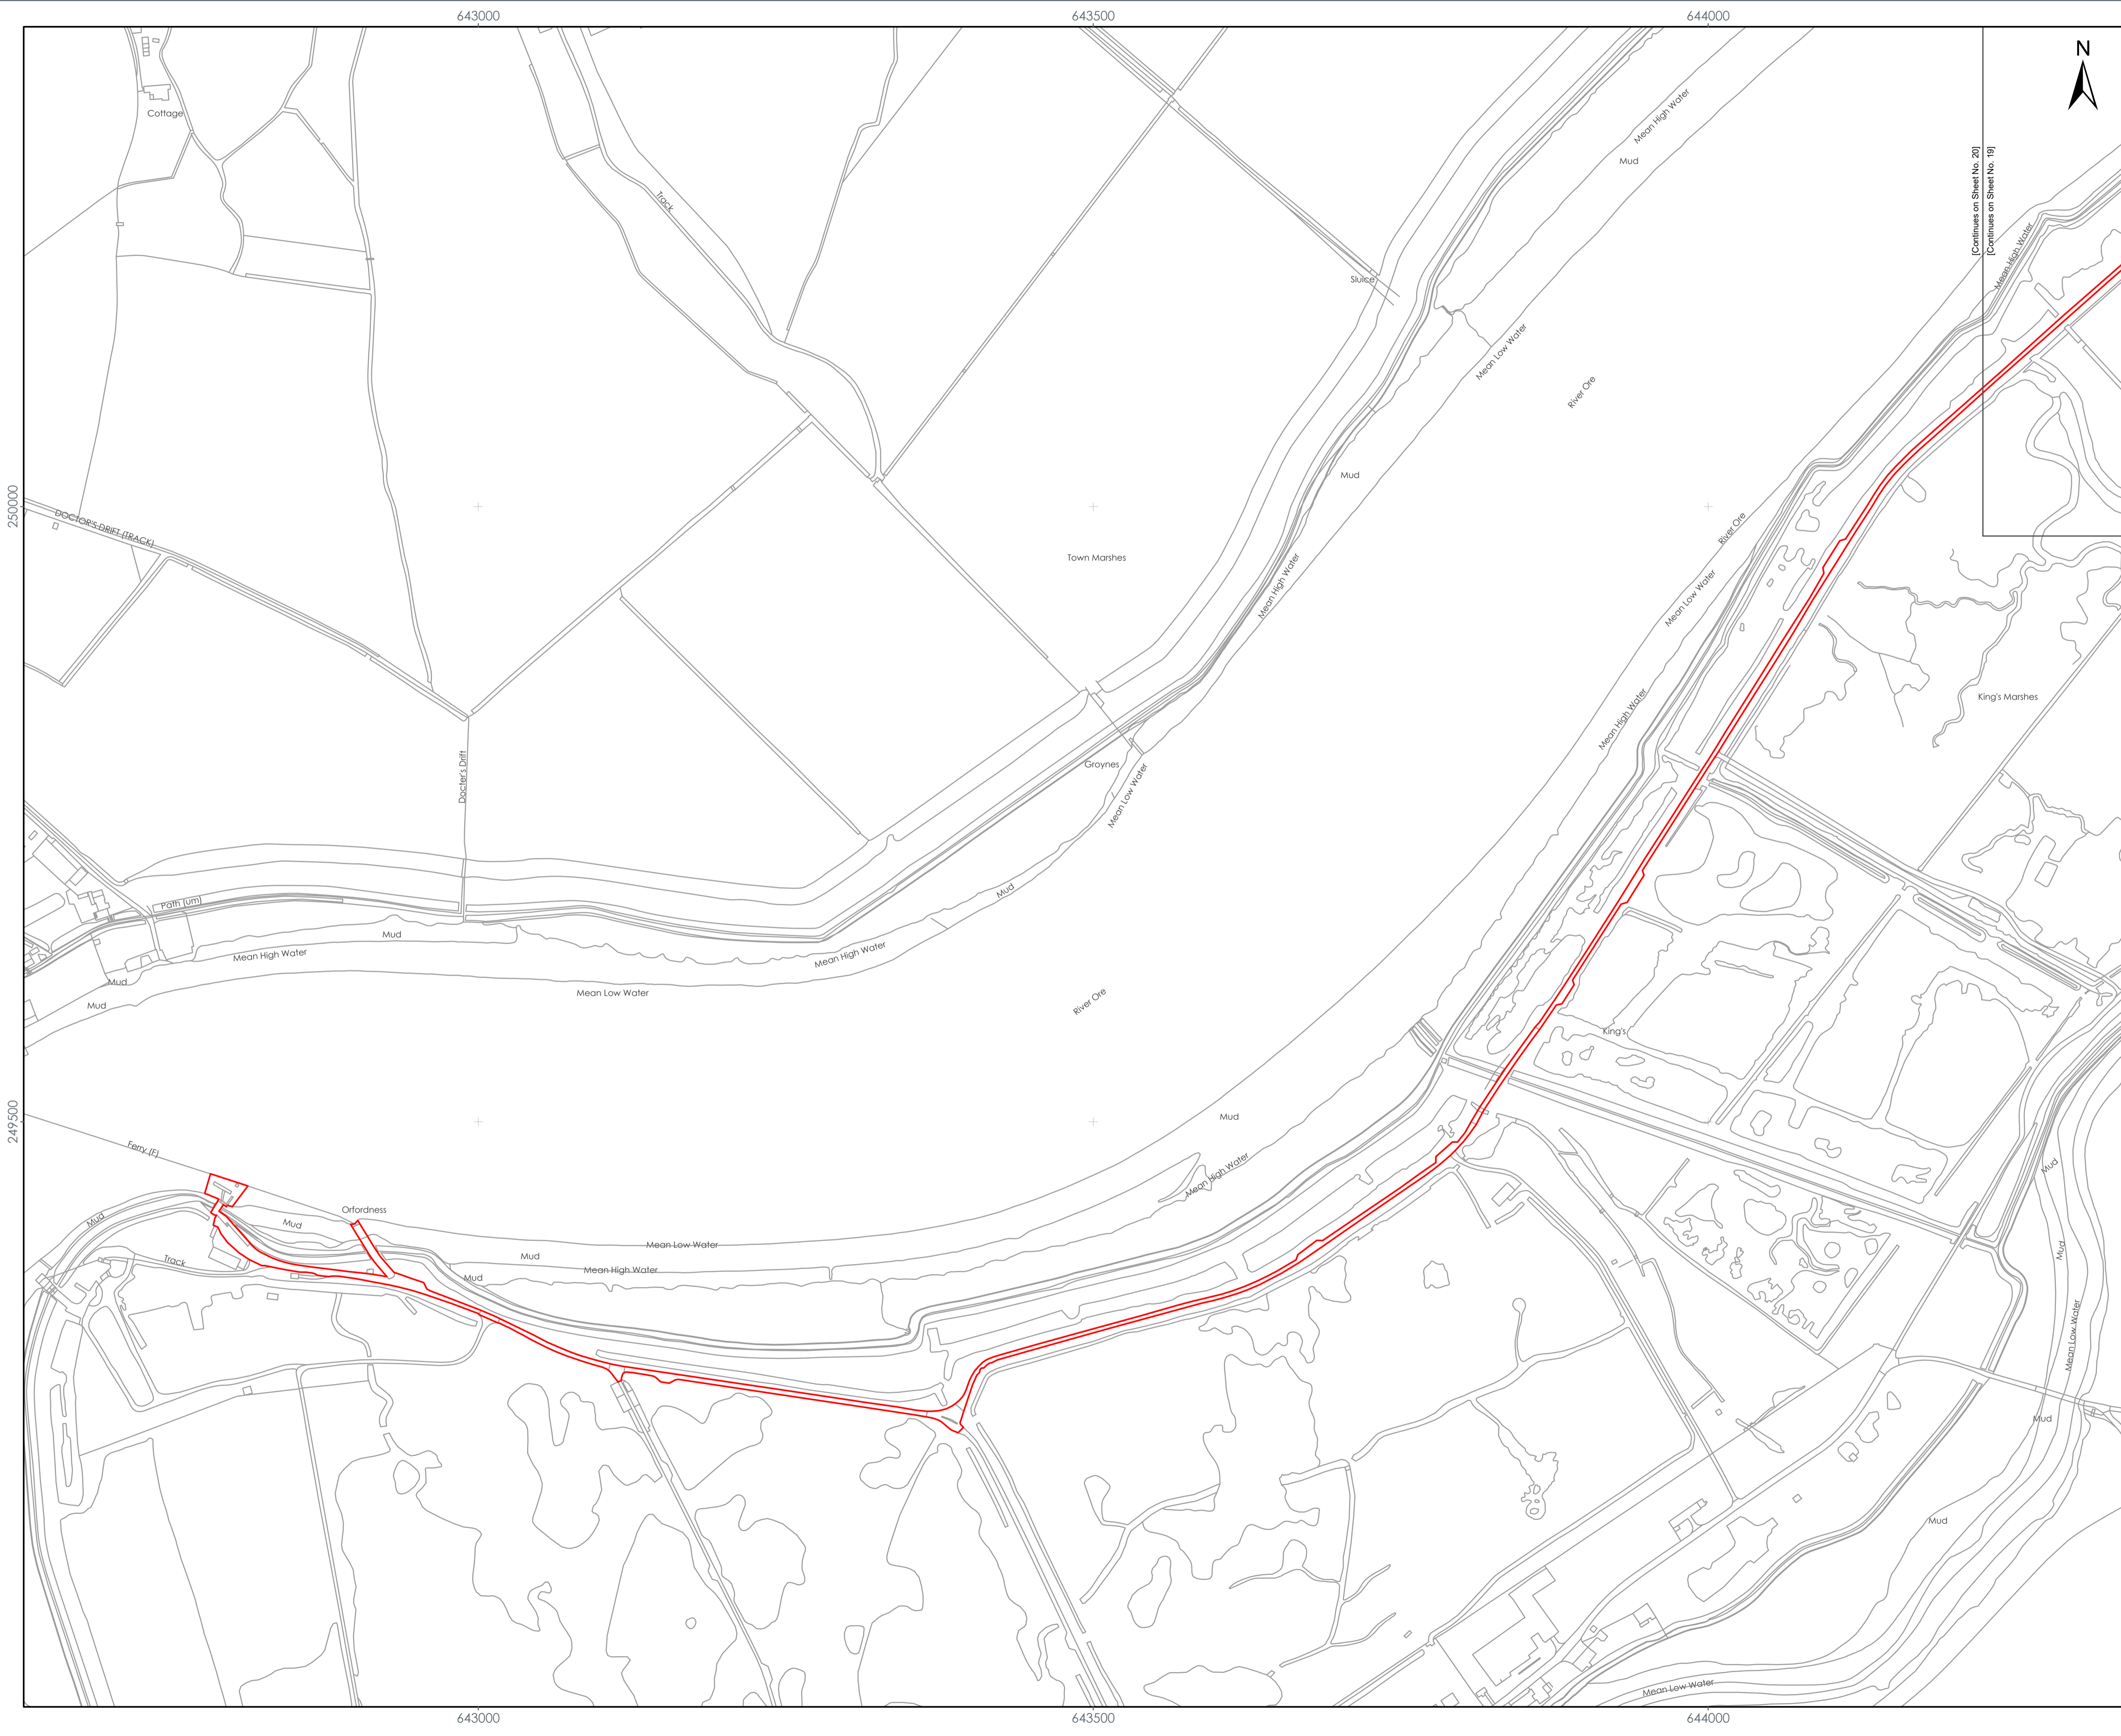 643000
643500
644000
N
Cottage
Mean High Water
Mud
[Continues on Sheet No. 20]
[Continues on Sheet No. 19]
Track
Mean High Water
Sluice
Mean Low Water
River Ore
Mud
250000
DOCTOR'S DRIFT (TRACK)
River Ore
Town Marshes
Mean High Water
Mean Low Water
King's Marshes
Mean High Water
Docter's Drift
Groynes
Mean Low Water
Mud
Path (um)
Mud
Mean High Water
Mean High Water
Mud
Mean Low Water
Mud
River Ore
King's
249500
Mud
Ferry (F)
Mean High Water
Mud
Orfordness
Mud
Mud
Mean Low Water
Mud
Mud
Track
Mean High Water
Mud
Mean Low Water
Mud
Mud
Mean Low Water
643000
643500
644000